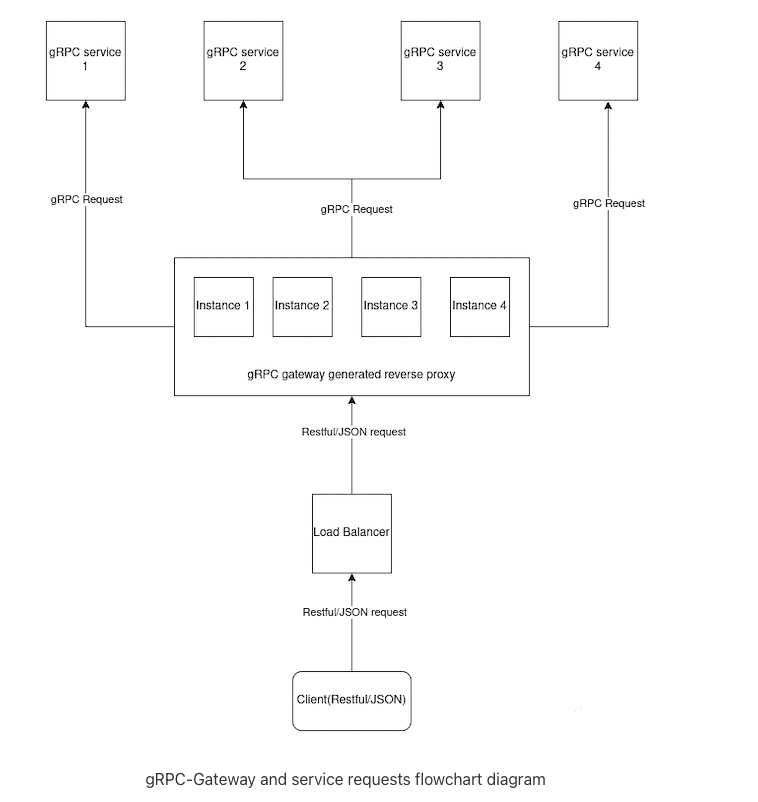 gRPC service
1
gRPC service
2
gRPC service
3
gRPC service
4
gRPC Request
gRPC Request
gRPC Request
Instance 1
Instance 2
Instance 3
Instance 4
gRPC gateway generated reverse proxy
Restful/JSON request
Load Balancer
Restful/JSON request
Client(Restful/JSON)
gRPC-Gateway and service requests flowchart diagram